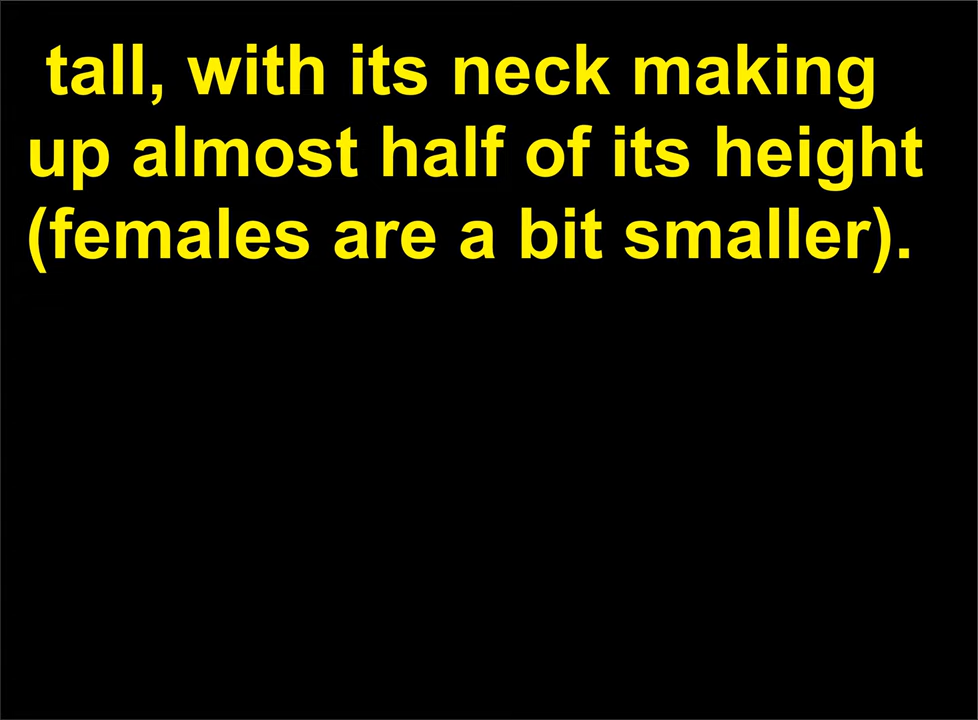 tall, with its neck making
up almost half of its height
(females are a bit smaller).